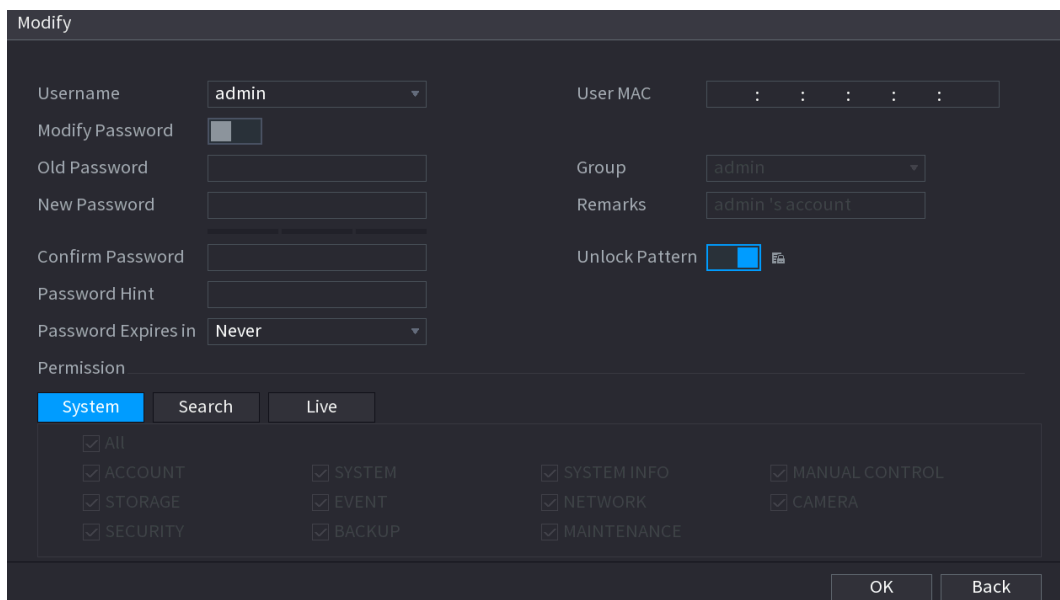 Modify
Username admin User MAC : : : : :
Modify Password
Old Password Group admin
New Password Remarks admin 's account
Confirm Password Unlock Pattern
Password Hint
Password Expires in Never
Permission
System Search Live
All
ACCOUNT SYSTEM SYSTEM INFO MANUAL CONTROL
STORAGE EVENT NETWORK CAMERA
SECURITY BACKUP MAINTENANCE
OK Back